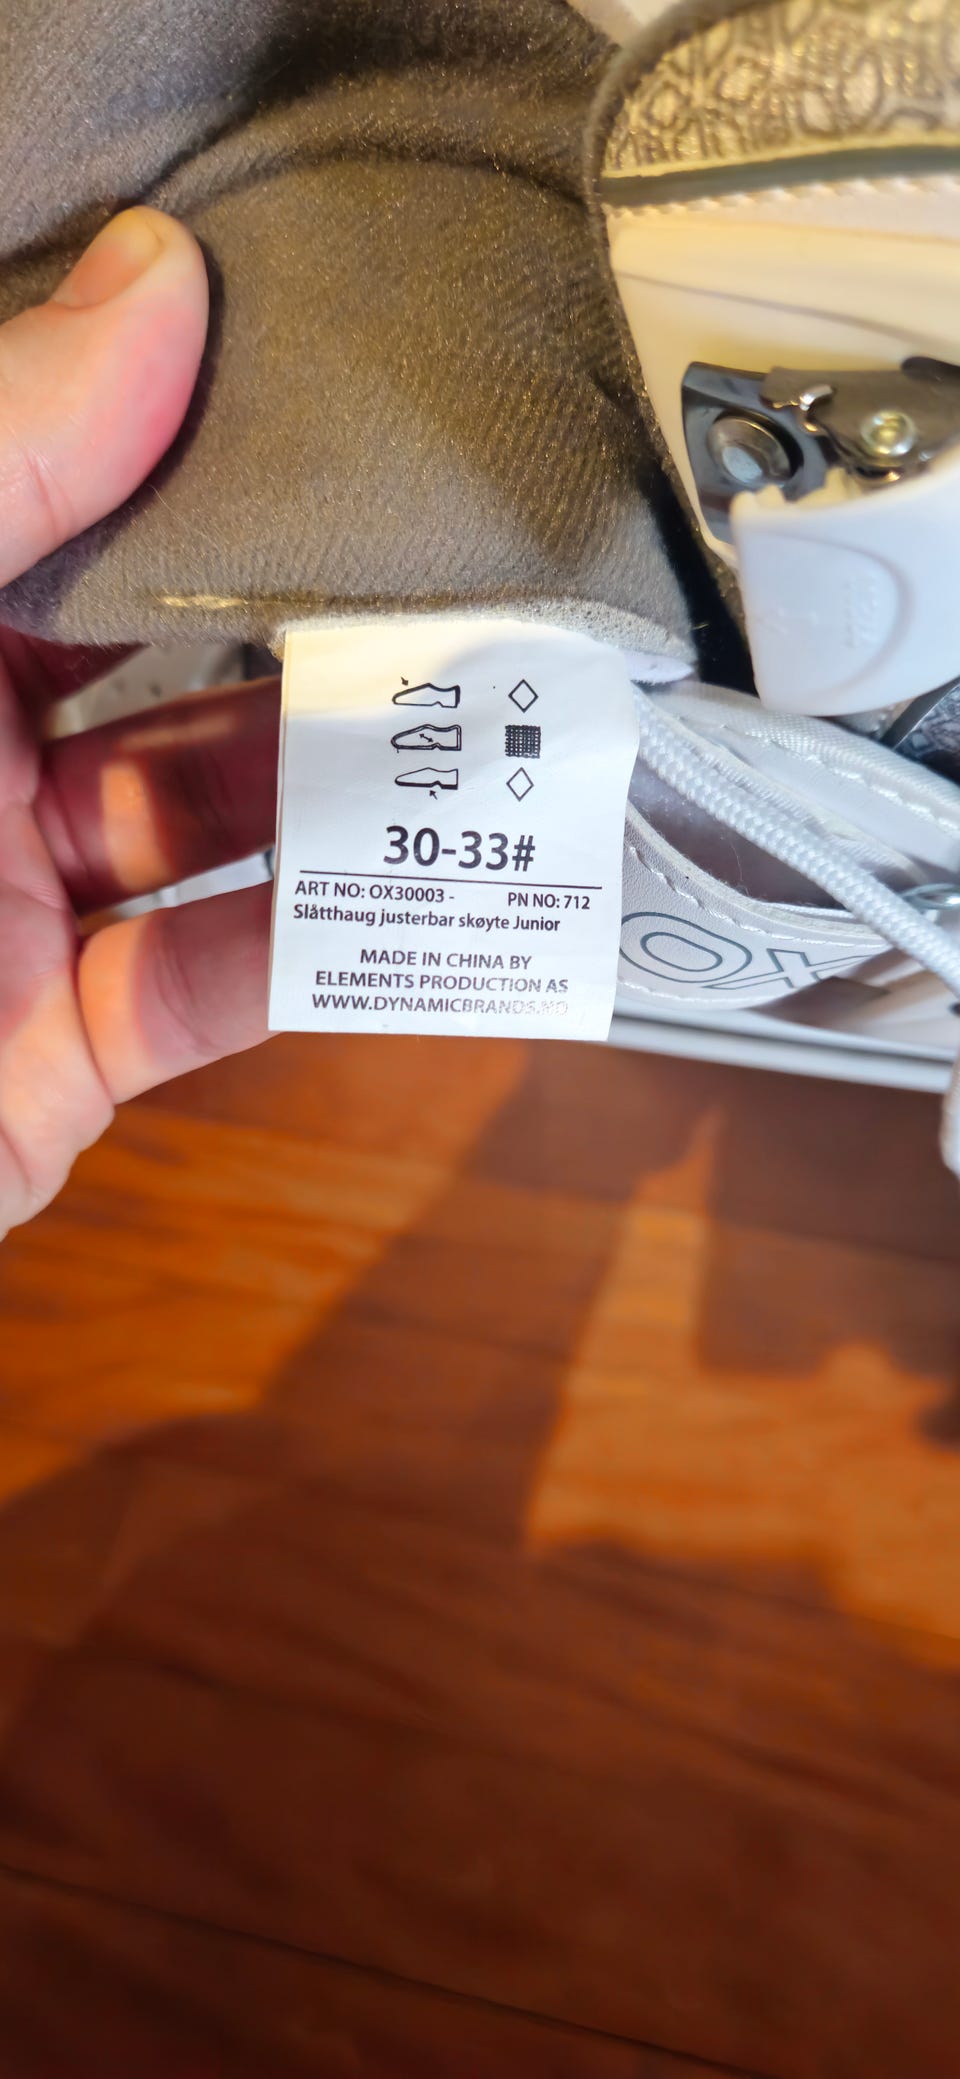 30-33#
ART NO: OX30003 - PN NO: 712
Slåtthaug justerbar skøyte Junior
MADE IN CHINA BY
ELEMENTS PRODUCTION AS
WWW.DYNAMICBRANDS.NO
OX